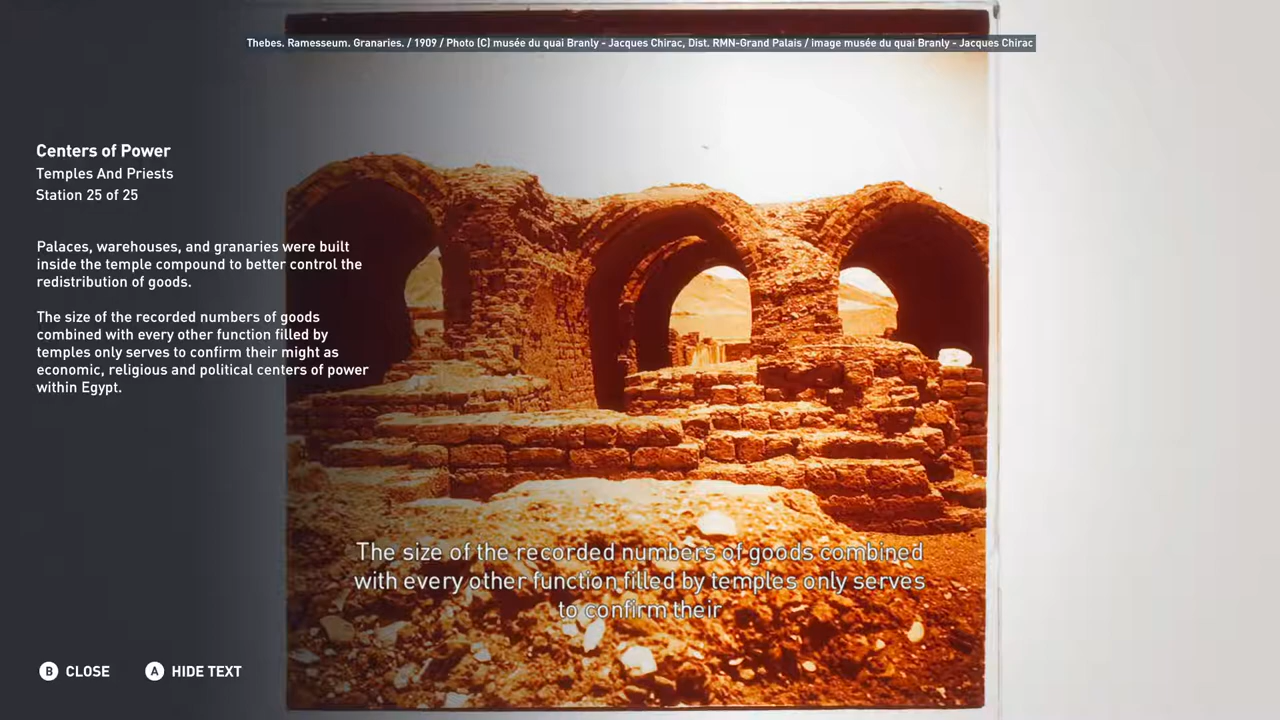 Thebes. Ramesseum. Granaries. / 1909 / Photo (C) musée du quai Branly - Jacques Chirac, Dist. RMN-Grand Palais / image musée du quai Branly - Jacques Chirac
Centers of Power
Temples And Priests
Station 25 of 25
Palaces, warehouses, and granaries were built
inside the temple compound to better control the
redistribution of goods.
The size of the recorded numbers of goods
combined with every other function filled by
temples only serves to confirm their might as
economic, religious and political centers of power
within Egypt.
The size of the recorded numbers of goods combined
with every other function filled by temples only serves
to confirm their
B CLOSE A HIDE TEXT